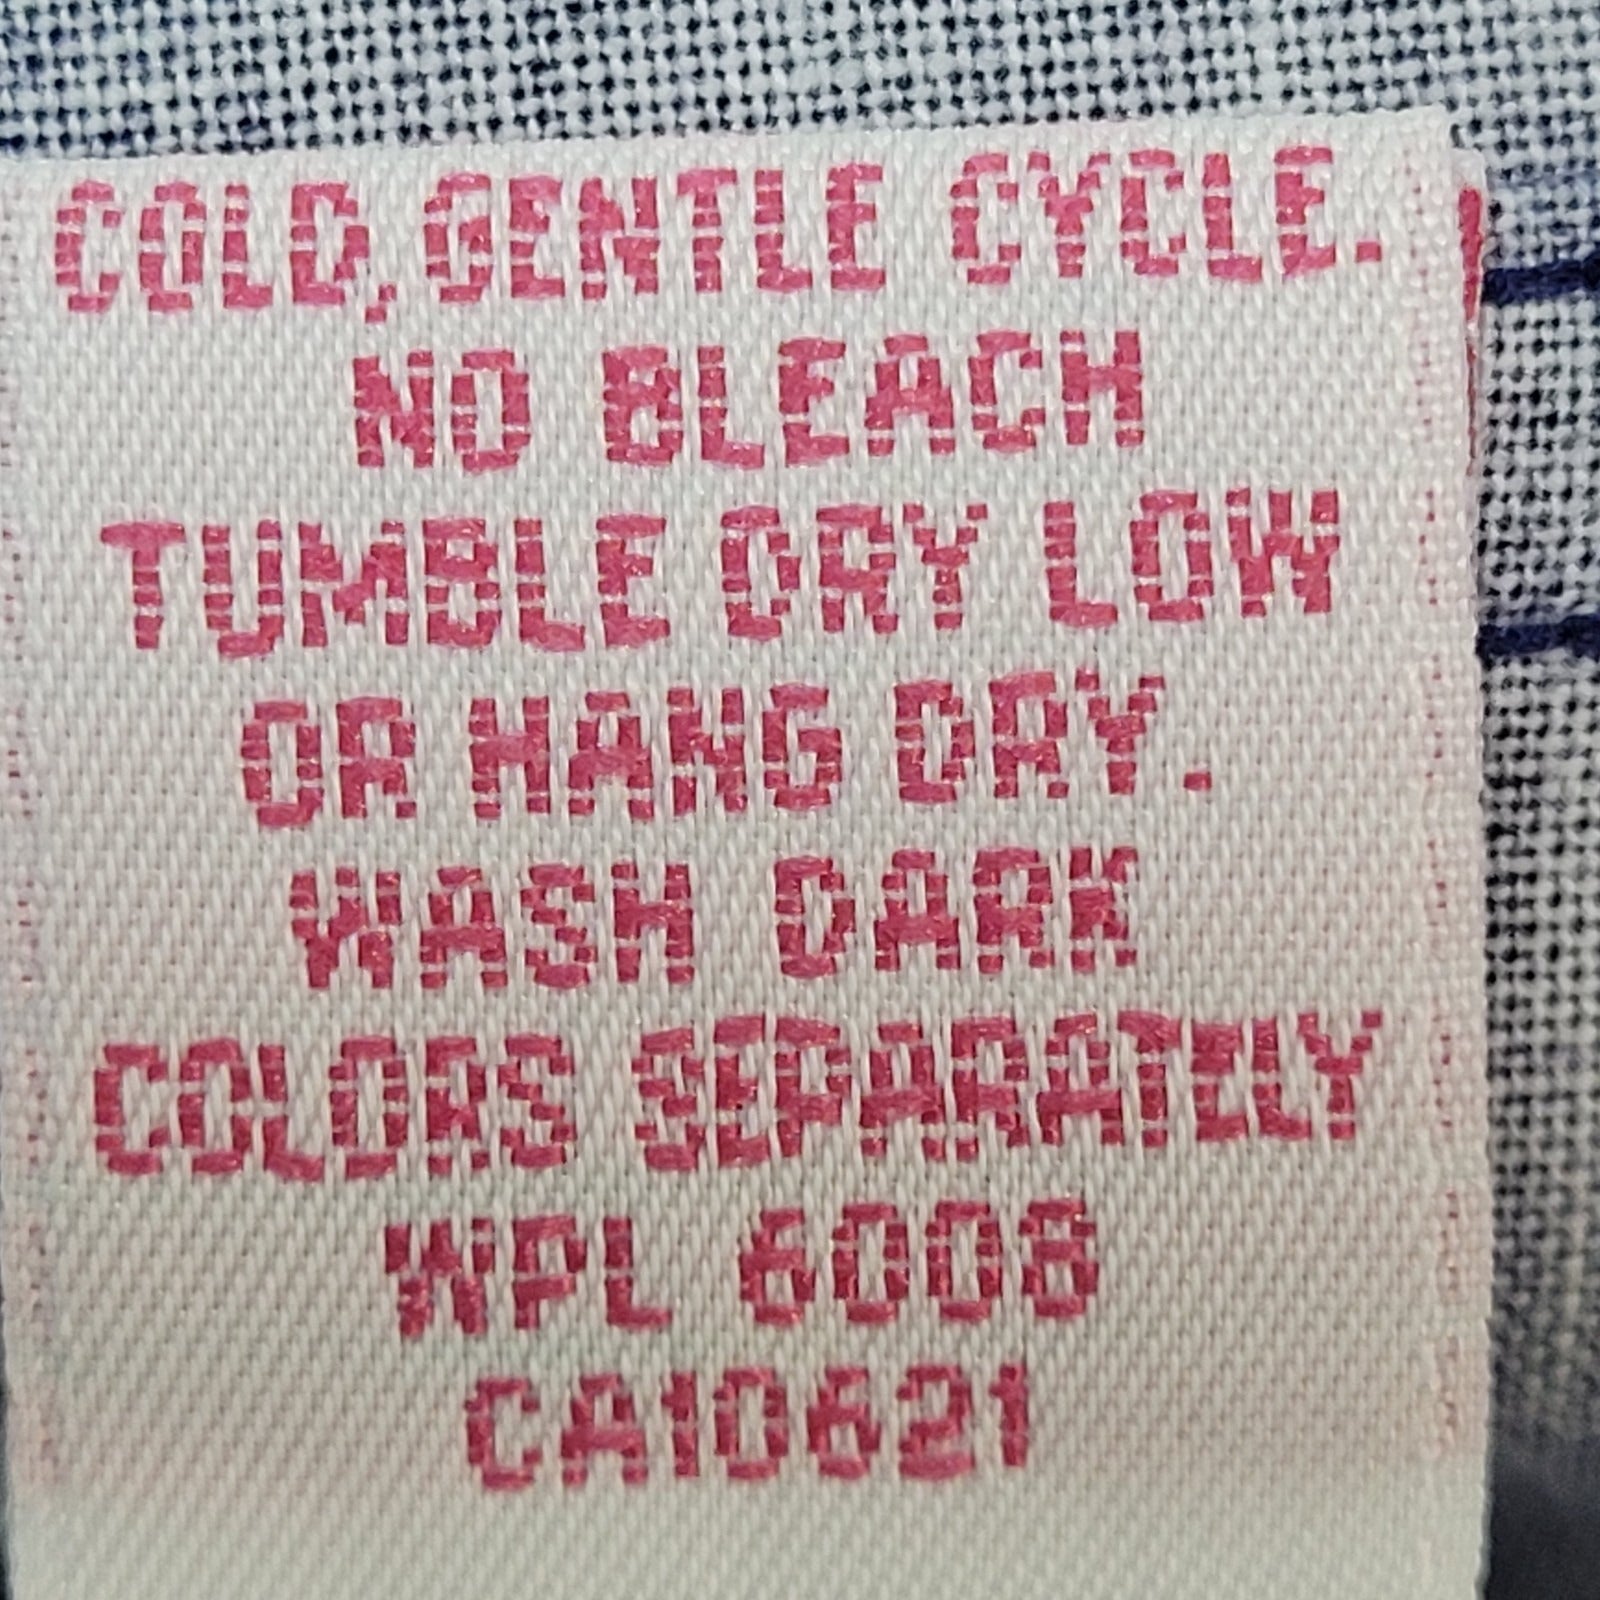 COLD, GENTLE CYCLE.
NO BLEACH
TUMBLE DRY LOW
OR HANG DRY.
WASH DARK
COLORS SEPARATELY
WPL 6008
CA10621